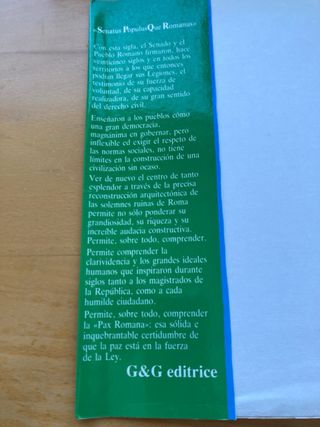 «Senatus PopulusQue Romanus»
Con esta sigla, el Senado y el
Pueblo Romano firmaron, hace
veinticinco siglos y en todos los
territorios a los que entonces
podían llegar sus Legiones, el
testimonio de su fuerza de
voluntad, de su capacidad
realizadora, de su gran sentido
del derecho civil.
Enseñaron a los pueblos cómo
una gran democracia,
magnánima en gobernar, pero
inflexible ed exigir el respeto de
las normas sociales, no tiene
límites en la construcción de una
civilización sin ocaso.
Ver de nuevo el centro de tanto
esplendor a través de la precisa
reconstrucción arquitectónica de
las solemnes ruinas de Roma
permite no sólo ponderar su
grandiosidad, su riqueza y su
increíble audacia constructiva.
Permite, sobre todo, comprender.
Permite comprender la
clarividencia y los grandes ideales
humanos que inspiraron durante
siglos tanto a los magistrados de
la República, como a cada
humilde ciudadano.
Permite, sobre todo, comprender
la «Pax Romana»: esa sólida e
inquebrantable certidumbre de
que la paz está en la fuerza
de la Ley.
G&G editrice